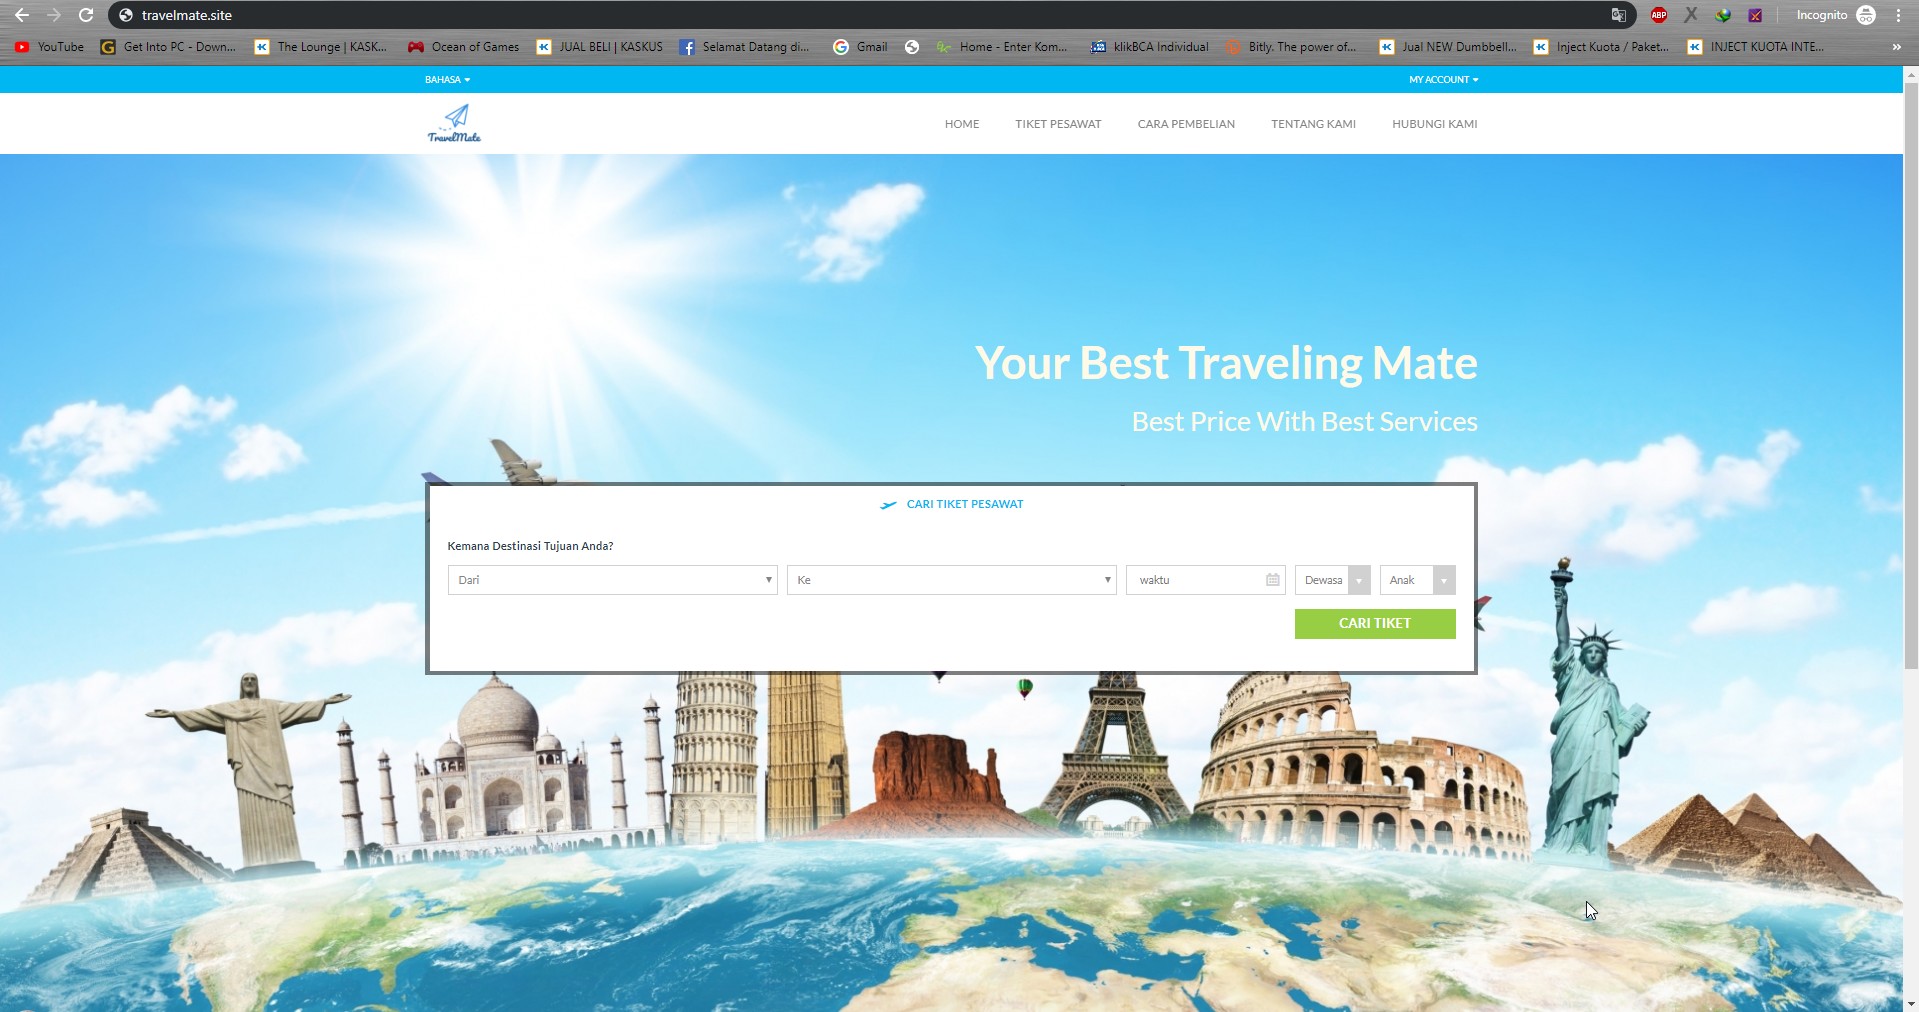 travelmate.site
Incognito
YouTube
Get Into PC - Down...
The Lounge | KASK...
Ocean of Games
JUAL BELI | KASKUS
Selamat Datang di...
Gmail
Home - Enter Kom...
klikBCA Individual
Bitly. The power of...
Jual NEW Dumbbell...
Inject Kuota / Paket...
INJECT KUOTA INTE...
BAHASA
MY ACCOUNT
TravelMate
HOME
TIKET PESAWAT
CARA PEMBELIAN
TENTANG KAMI
HUBUNGI KAMI
Your Best Traveling Mate
Best Price With Best Services
CARI TIKET PESAWAT
Kemana Destinasi Tujuan Anda?
Dari
Ke
waktu
Dewasa
Anak
CARI TIKET